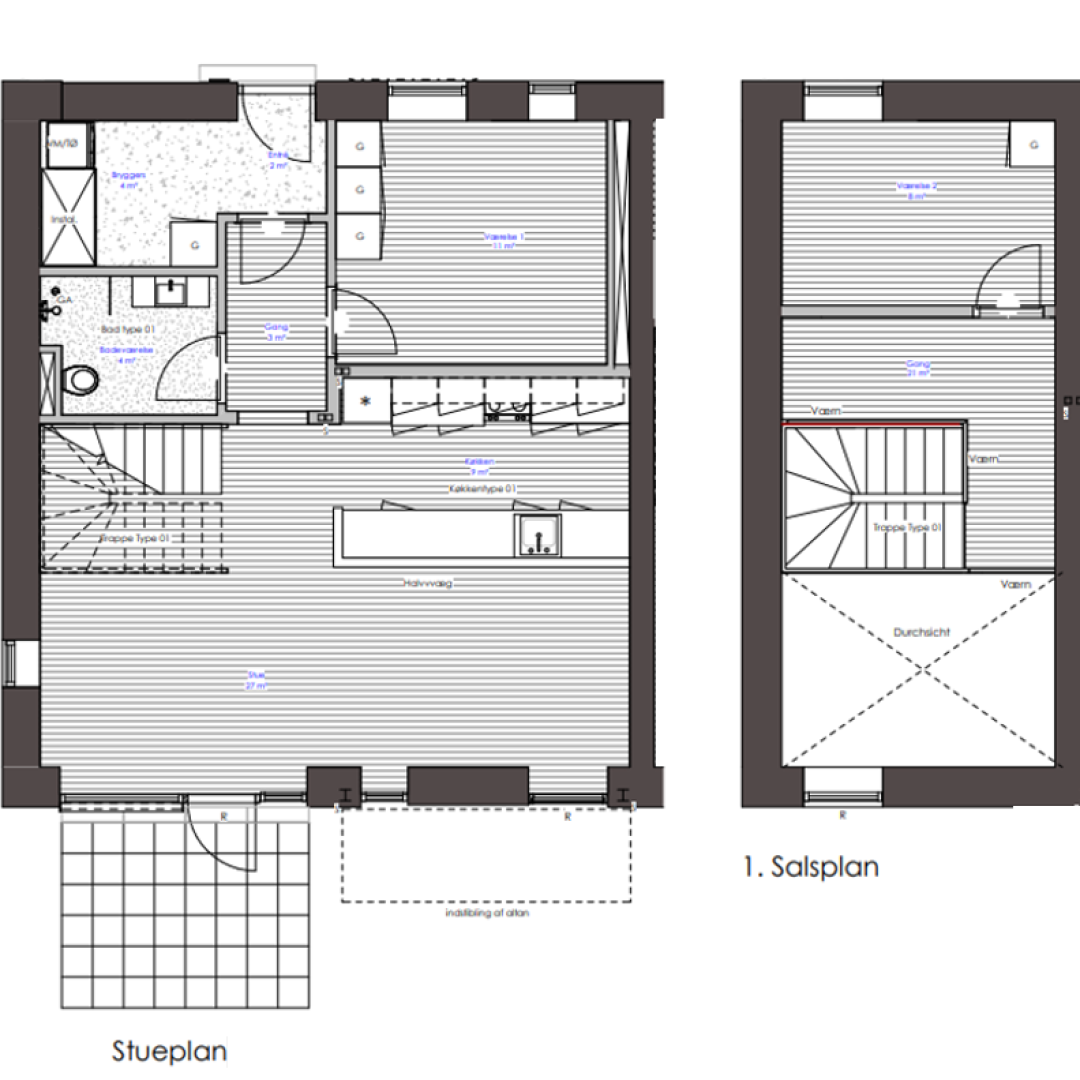 VM/TØ
Bryggers
4 m²
Entré
2 m²
Instal.
G
G
G
G
Værelse 1
11 m²
GA
Bad type 01
Badeværelse
4 m²
Gang
3 m²
*
Køkken
9 m²
Køkkentype 01
Trappe Type 01
Halvvvæg
Stue
27 m²
R
R
indstibling af altan
Stueplan
G
Værelse 2
8 m²
Gang
21 m²
Værn
Værn
Trappe Type 01
Værn
Durchsicht
R
1. Salsplan